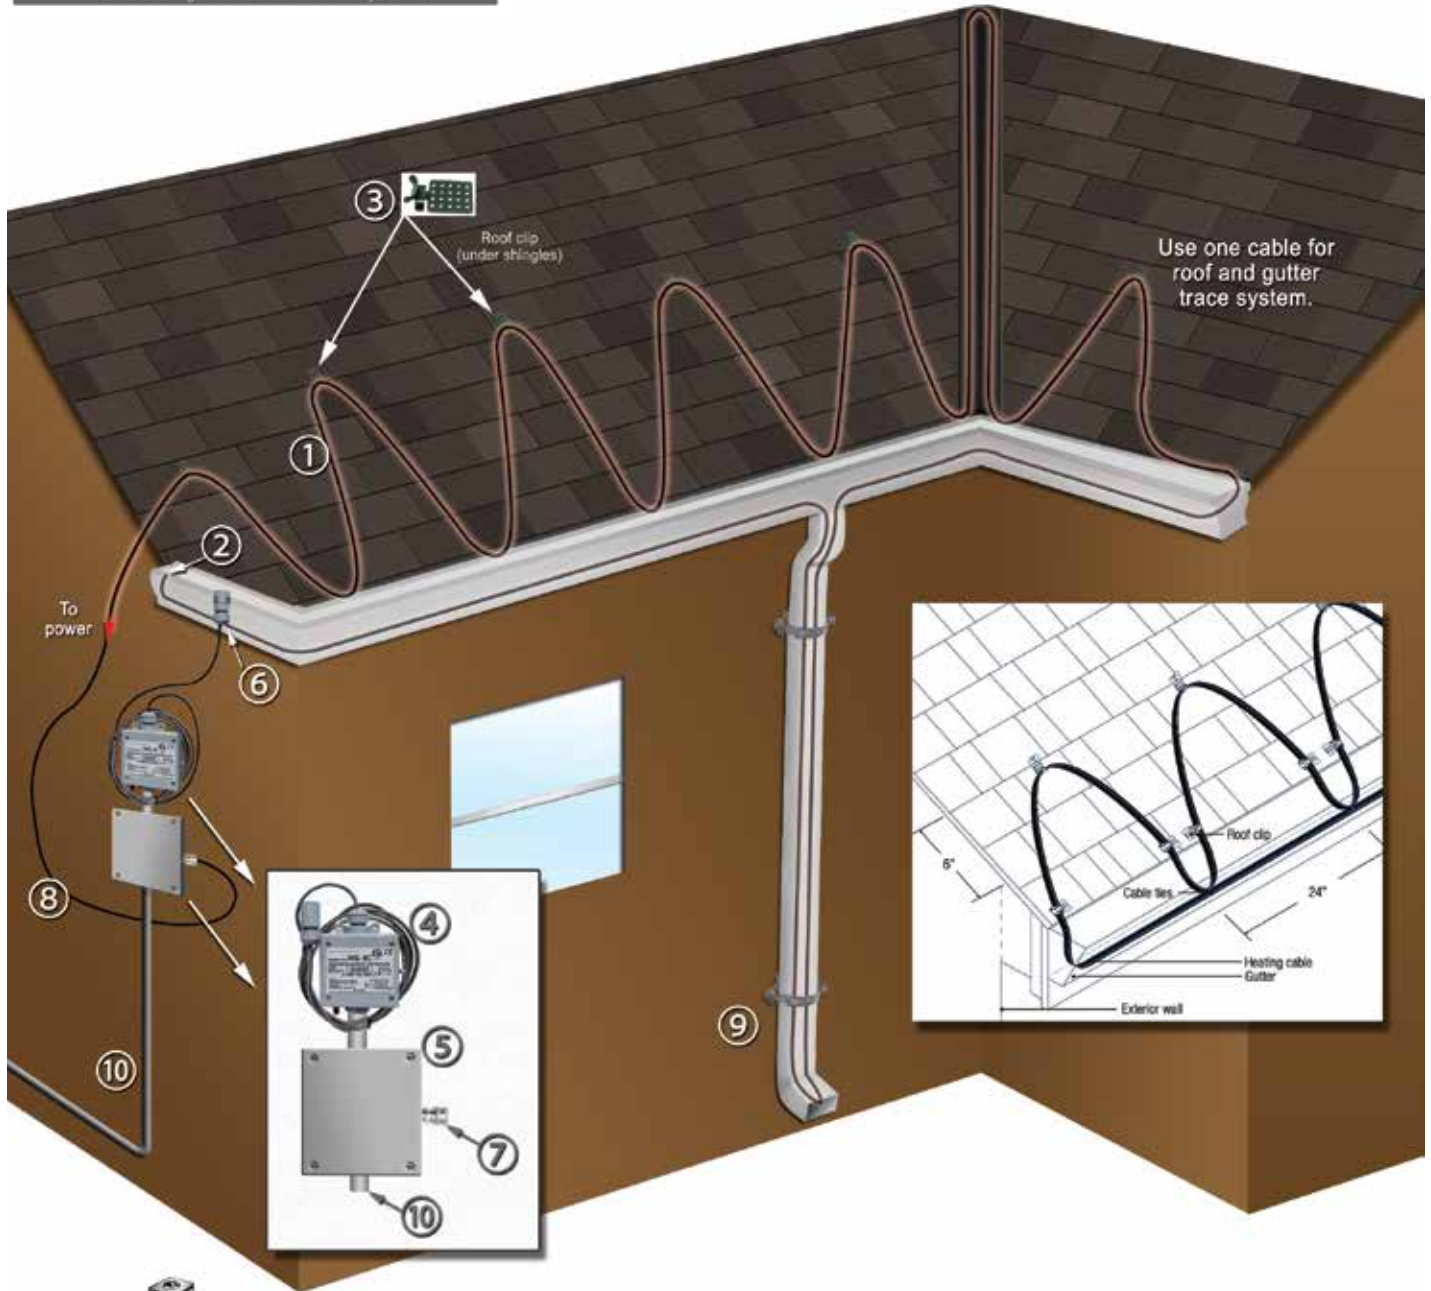 ③
Roof clip
(under shingles)
Use one cable for
roof and gutter
trace system.
①
②
To
power
⑥
⑧
④
⑤
⑦
⑩
⑩
⑨
Roof clip
6"
Cable ties
24"
Heating cable
Gutter
Exterior wall